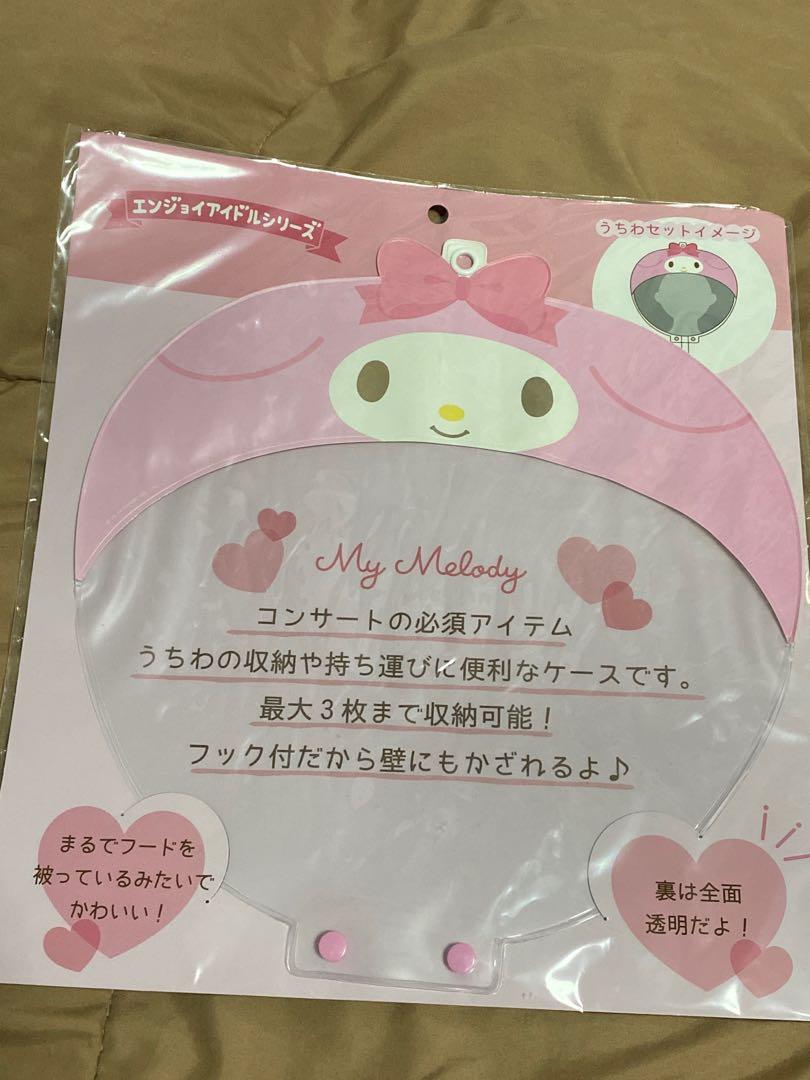 エンジョイアイドルシリーズ
うちわセットイメージ
My Melody
コンサートの必須アイテム
うちわの収納や持ち運びに便利なケースです。
最大3枚まで収納可能！
フック付だから壁にもかざれるよ♪
まるでフードを
被っているみたいで
かわいい！
裏は全面
透明だよ！